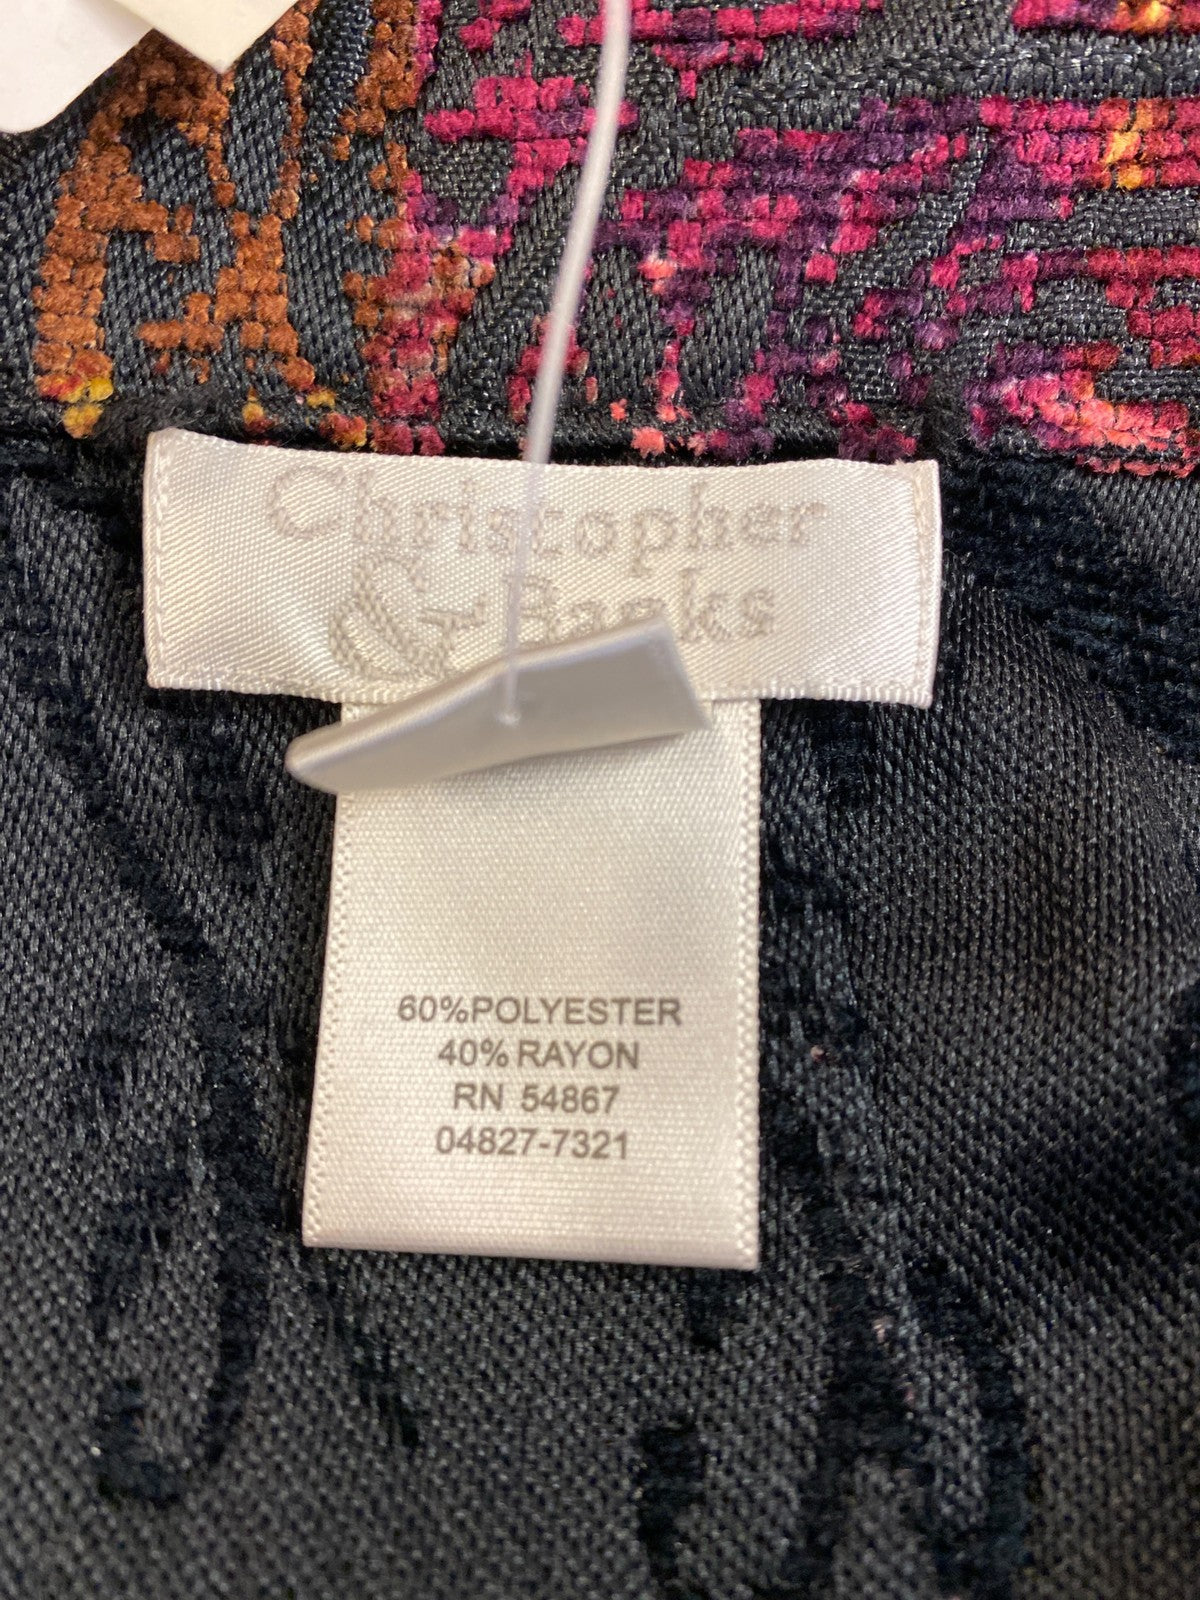 Christopher
& Banks
60%POLYESTER
40% RAYON
RN 54867
04827-7321